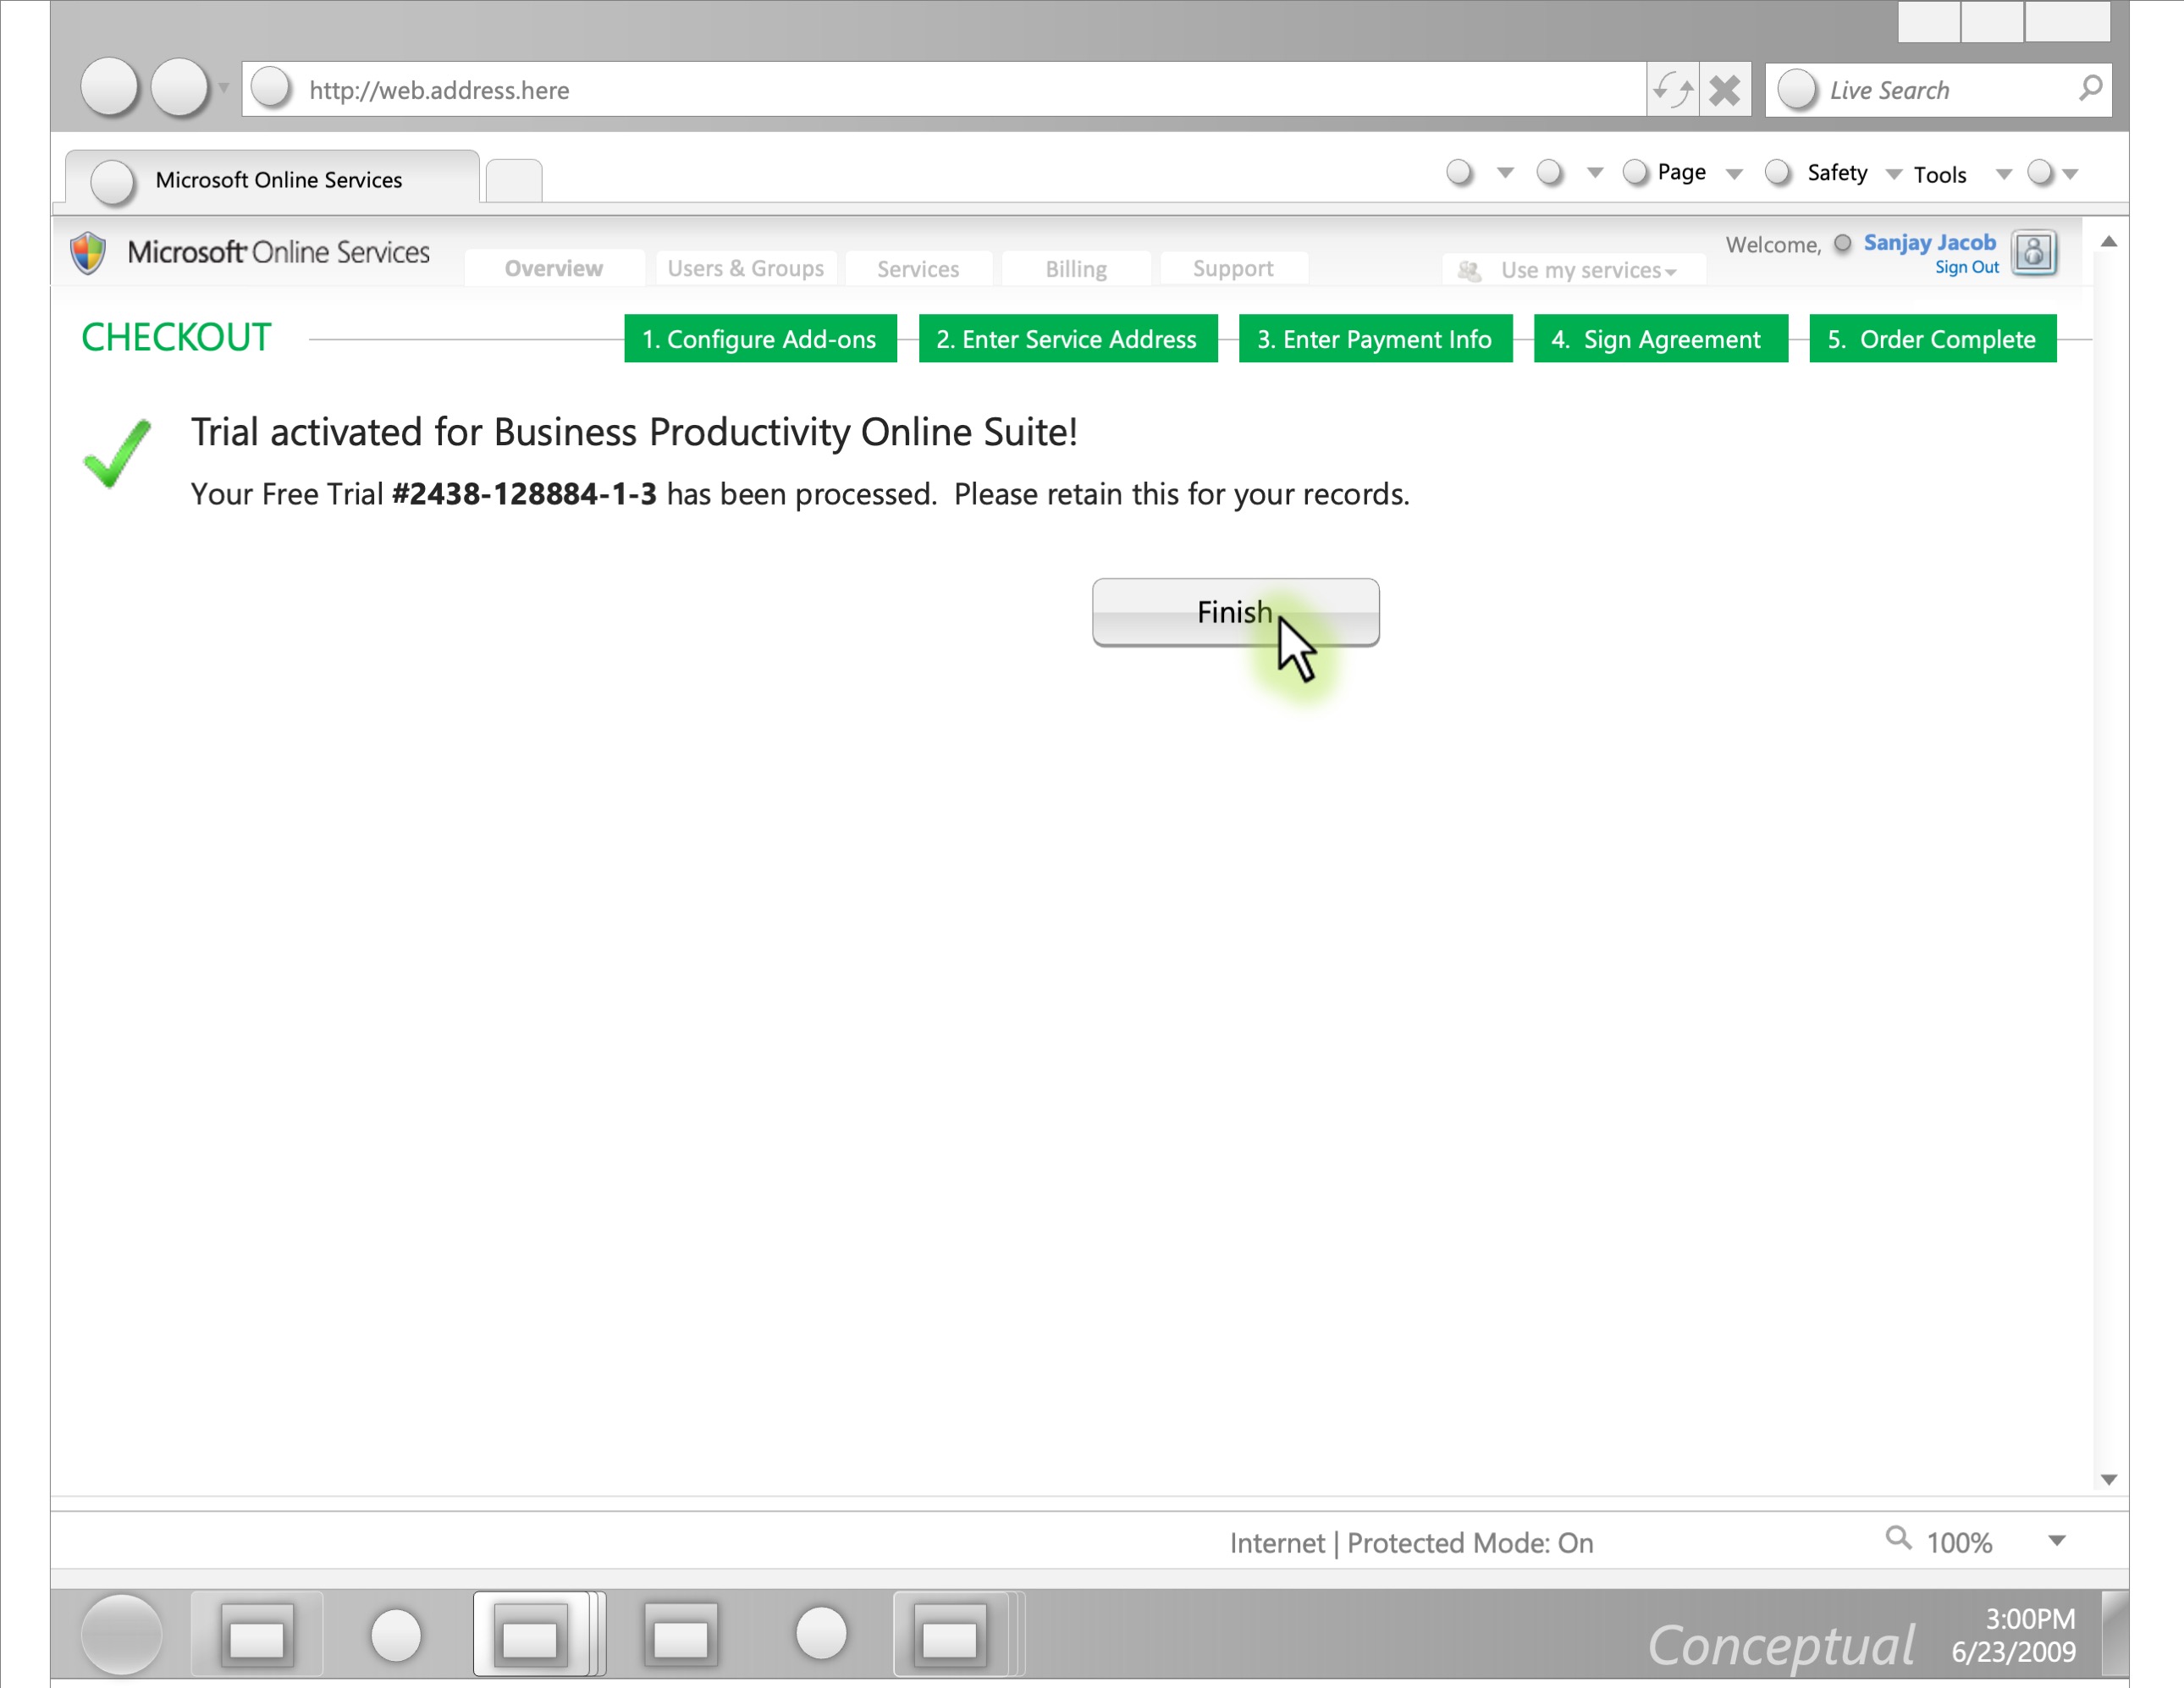 http://web.address.here
Live Search
Microsoft Online Services
Page
Safety
Tools
Microsoft Online Services
Overview
Users & Groups
Services
Billing
Support
Use my services
Welcome, Sanjay Jacob
Sign Out
CHECKOUT
1. Configure Add-ons
2. Enter Service Address
3. Enter Payment Info
4. Sign Agreement
5. Order Complete
Trial activated for Business Productivity Online Suite!
Your Free Trial #2438-128884-1-3 has been processed. Please retain this for your records.
Finish
Internet | Protected Mode: On
100%
Conceptual
3:00PM
6/23/2009